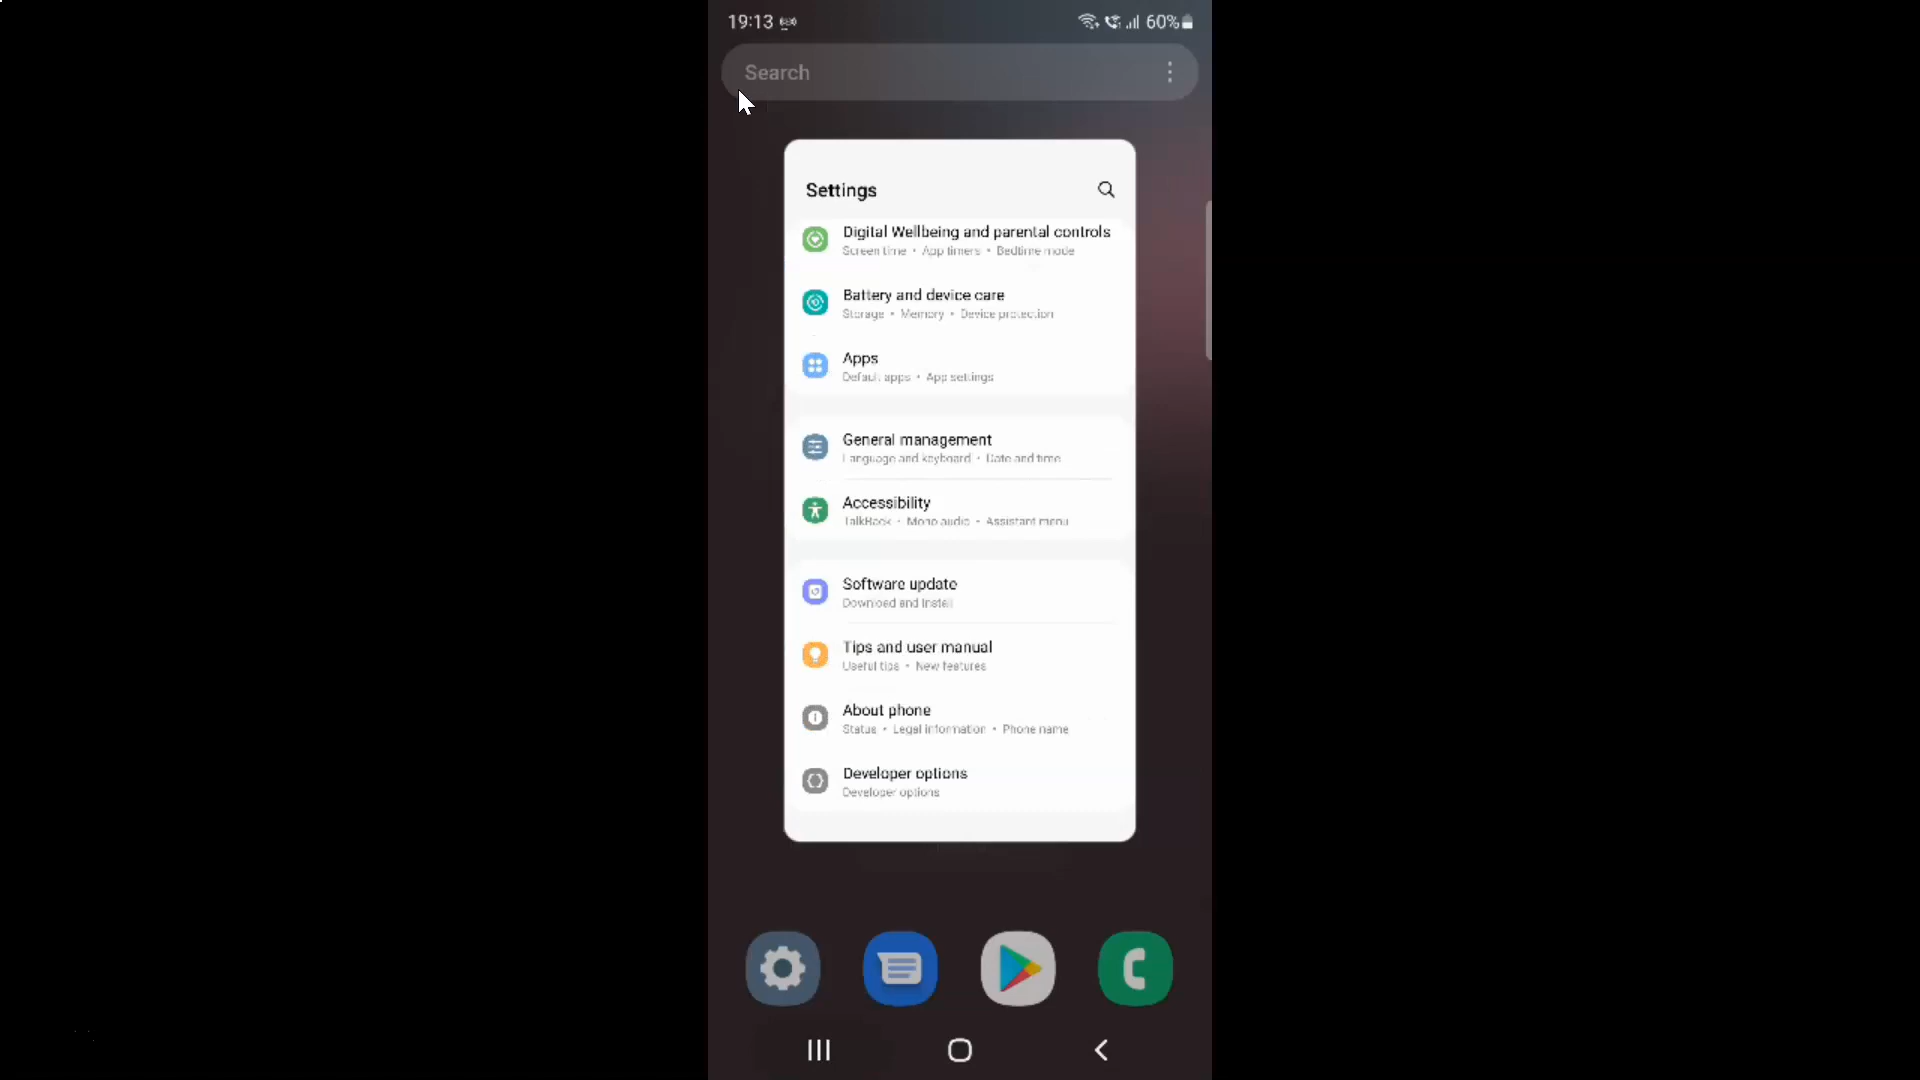 19:13
60%
Search
Settings
Digital Wellbeing and parental controls
Screen time • App timers • Bedtime mode
Battery and device care
Storage • Memory • Device protection
Apps
Default apps • App settings
General management
Language and keyboard • Date and time
Accessibility
TalkBack • Mono audio • Assistant menu
Software update
Download and install
Tips and user manual
Useful tips • New features
About phone
Status • Legal information • Phone name
Developer options
Developer options